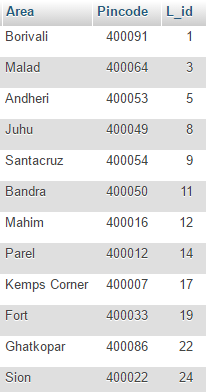 Area Pincode L_id
Borivali 400091 1
Malad 400064 3
Andheri 400053 5
Juhu 400049 8
Santacruz 400054 9
Bandra 400050 11
Mahim 400016 12
Parel 400012 14
Kemps Corner 400007 17
Fort 400033 19
Ghatkopar 400086 22
Sion 400022 24